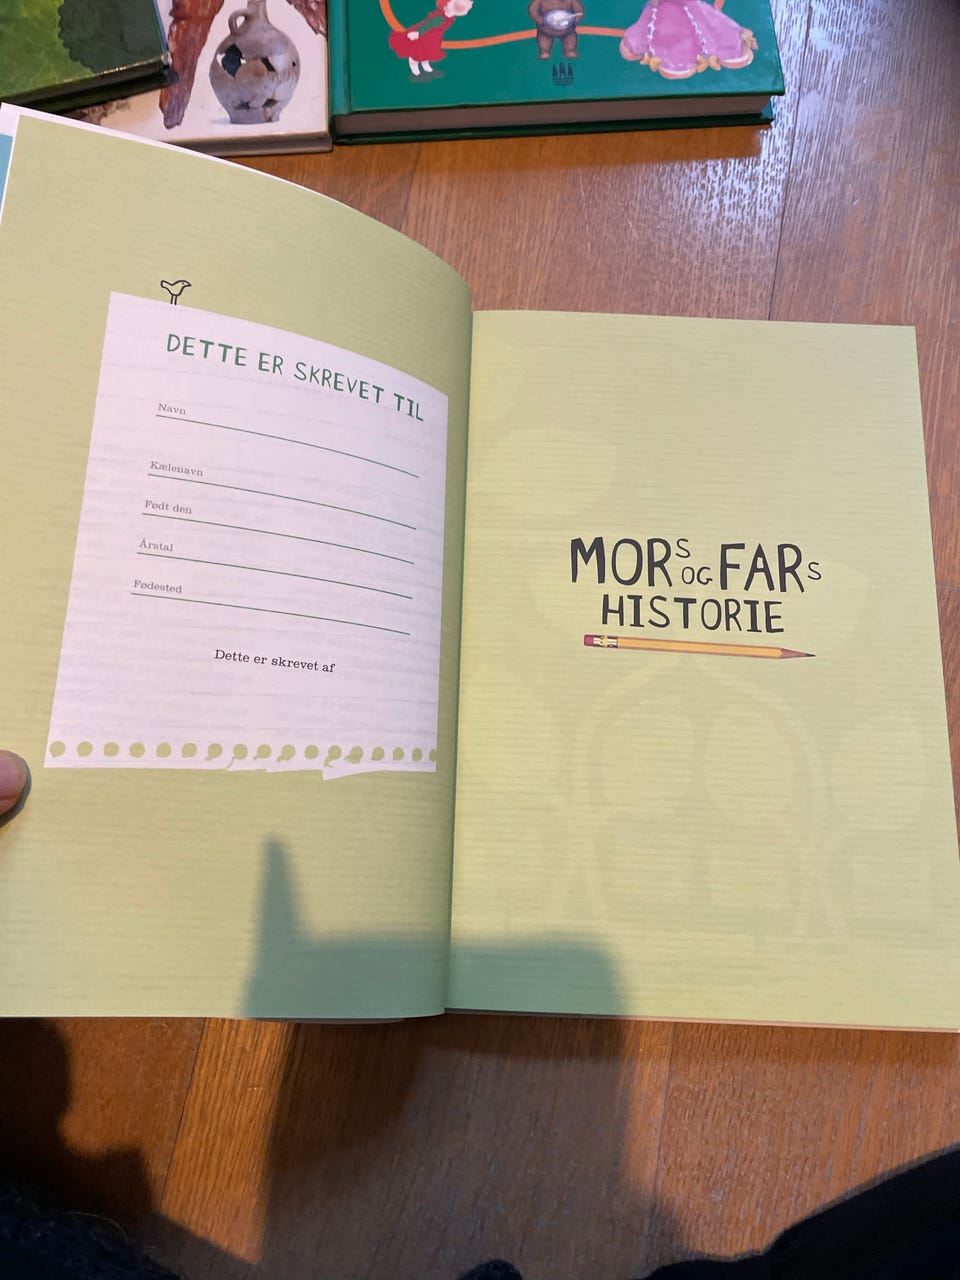 DETTE ER SKREVET TIL
Navn
Kælenavn
Født den
Årstal
Fødested
Dette er skrevet af
MORS OG FARS
HISTORIE